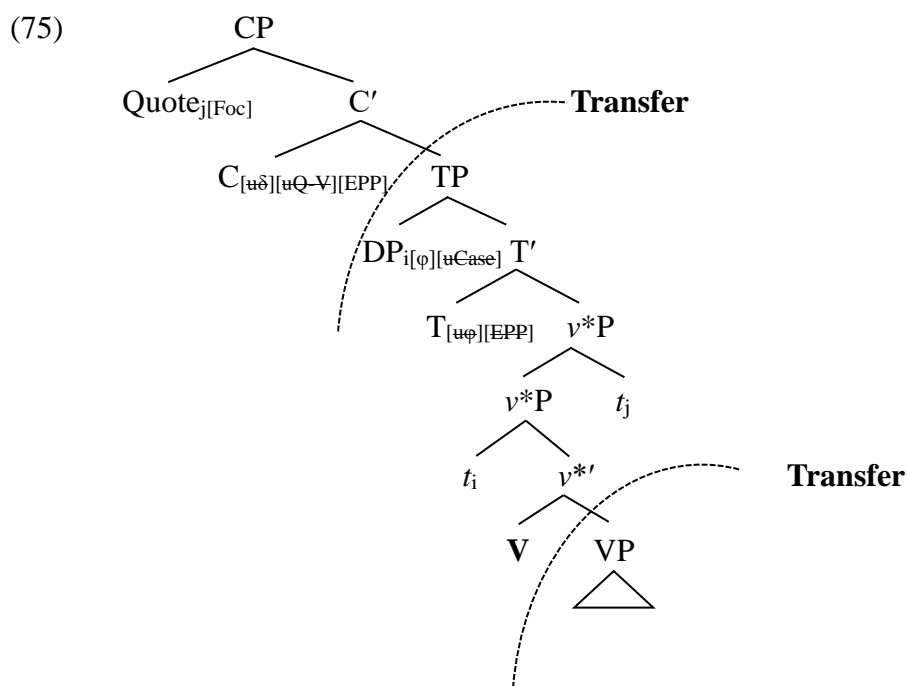 (75) CP
Quotej[Foc] C′ Transfer
C[uδ][uQ-V][EPP] TP
DPi[φ][uCase] T′
T[uφ][EPP] v*P
v*P tj
ti v*′ Transfer
V VP